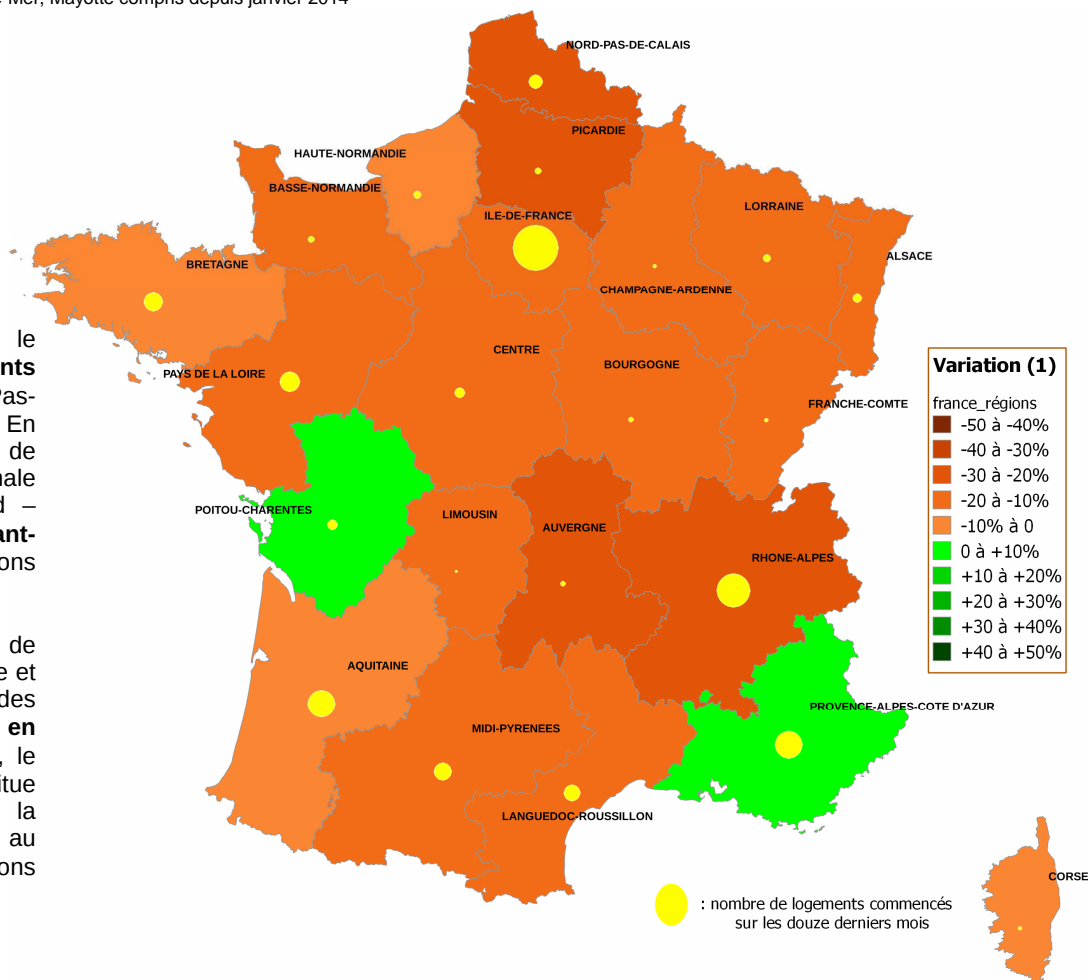 Mer, Mayotte compris depuis janvier 2014
NORD-PAS-DE-CALAIS
PICARDIE
HAUTE-NORMANDIE
BASSE-NORMANDIE
ILE-DE-FRANCE
LORRAINE
ALSACE
BRETAGNE
CHAMPAGNE-ARDENNE
CENTRE
BOURGOGNE
PAYS DE LA LOIRE
FRANCHE-COMTE
POITOU-CHARENTES
LIMOUSIN
AUVERGNE
RHONE-ALPES
AQUITAINE
MIDI-PYRENEES
PROVENCE-ALPES-COTE D'AZUR
LANGUEDOC-ROUSSILLON
CORSE
le
nts
Pas-
En
de
nale
d –
ant-
ons
de
e et
des
en
, le
itue
la
au
ons
Variation (1)
france_régions
-50 à -40%
-40 à -30%
-30 à -20%
-20 à -10%
-10% à 0
0 à +10%
+10 à +20%
+20 à +30%
+30 à +40%
+40 à +50%
: nombre de logements commencés
sur les douze derniers mois